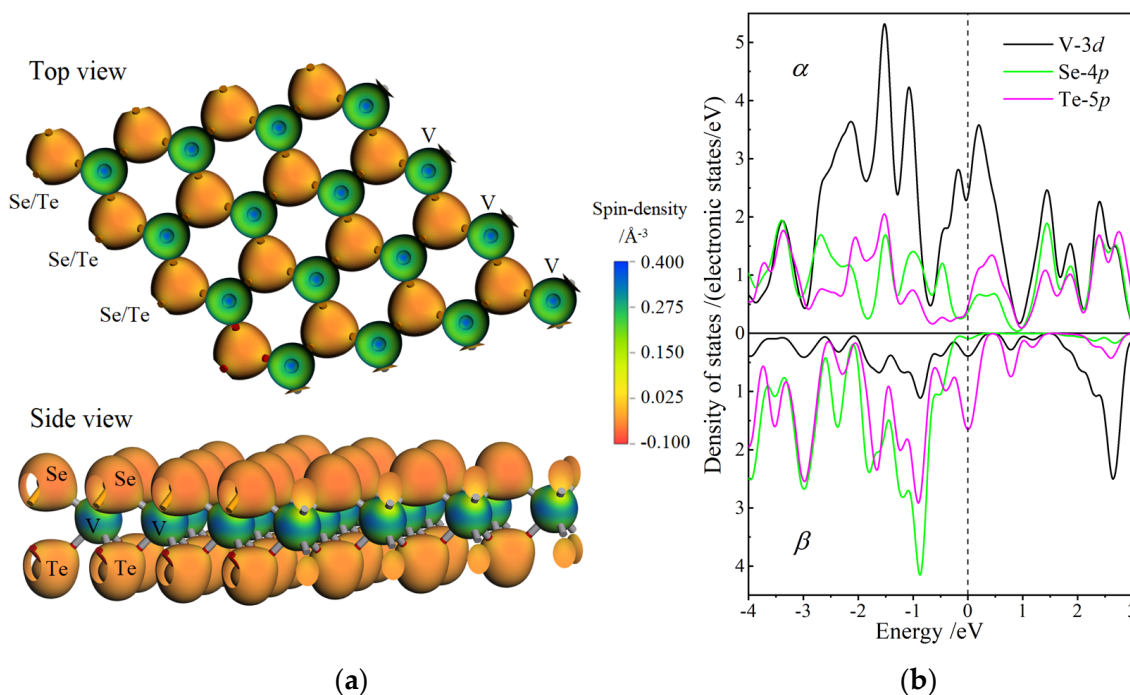 Top view
V
Se/Te
V
Se/Te
V
Se/Te
Spin-density
/Å⁻³
0.400
0.275
0.150
0.025
-0.100
Side view
Se
Se
V
V
Te
Te
(a)
Density of states /(electronic states/eV)
5
4
3
2
1
0
1
2
3
4
α
β
V-3d
Se-4p
Te-5p
-4 -3 -2 -1 0 1 2 3
Energy /eV
(b)